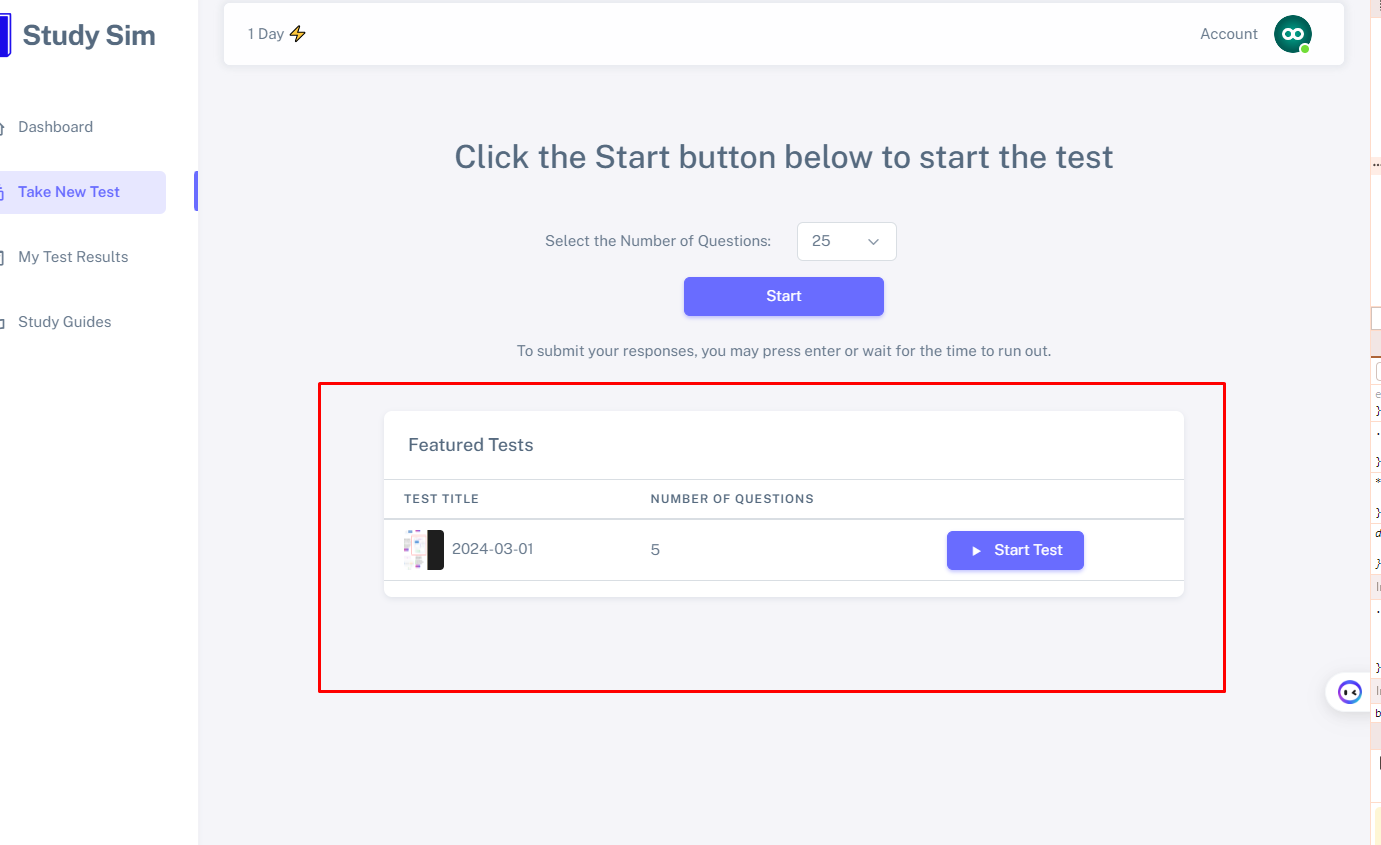 Study Sim
1 Day ⚡
Account
Dashboard
Take New Test
My Test Results
Study Guides
Click the Start button below to start the test
Select the Number of Questions:
25
Start
To submit your responses, you may press enter or wait for the time to run out.
Featured Tests
TEST TITLE
NUMBER OF QUESTIONS
2024-03-01
5
Start Test